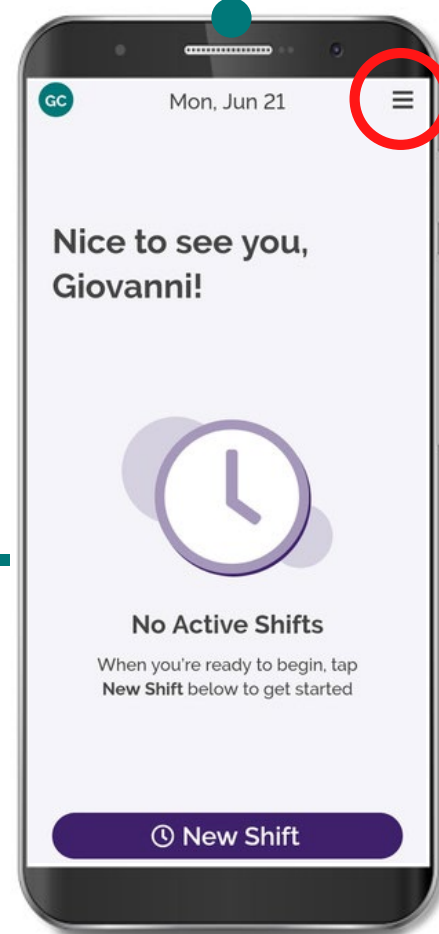 GC
Mon, Jun 21
Nice to see you,
Giovanni!
No Active Shifts
When you're ready to begin, tap
New Shift below to get started
New Shift